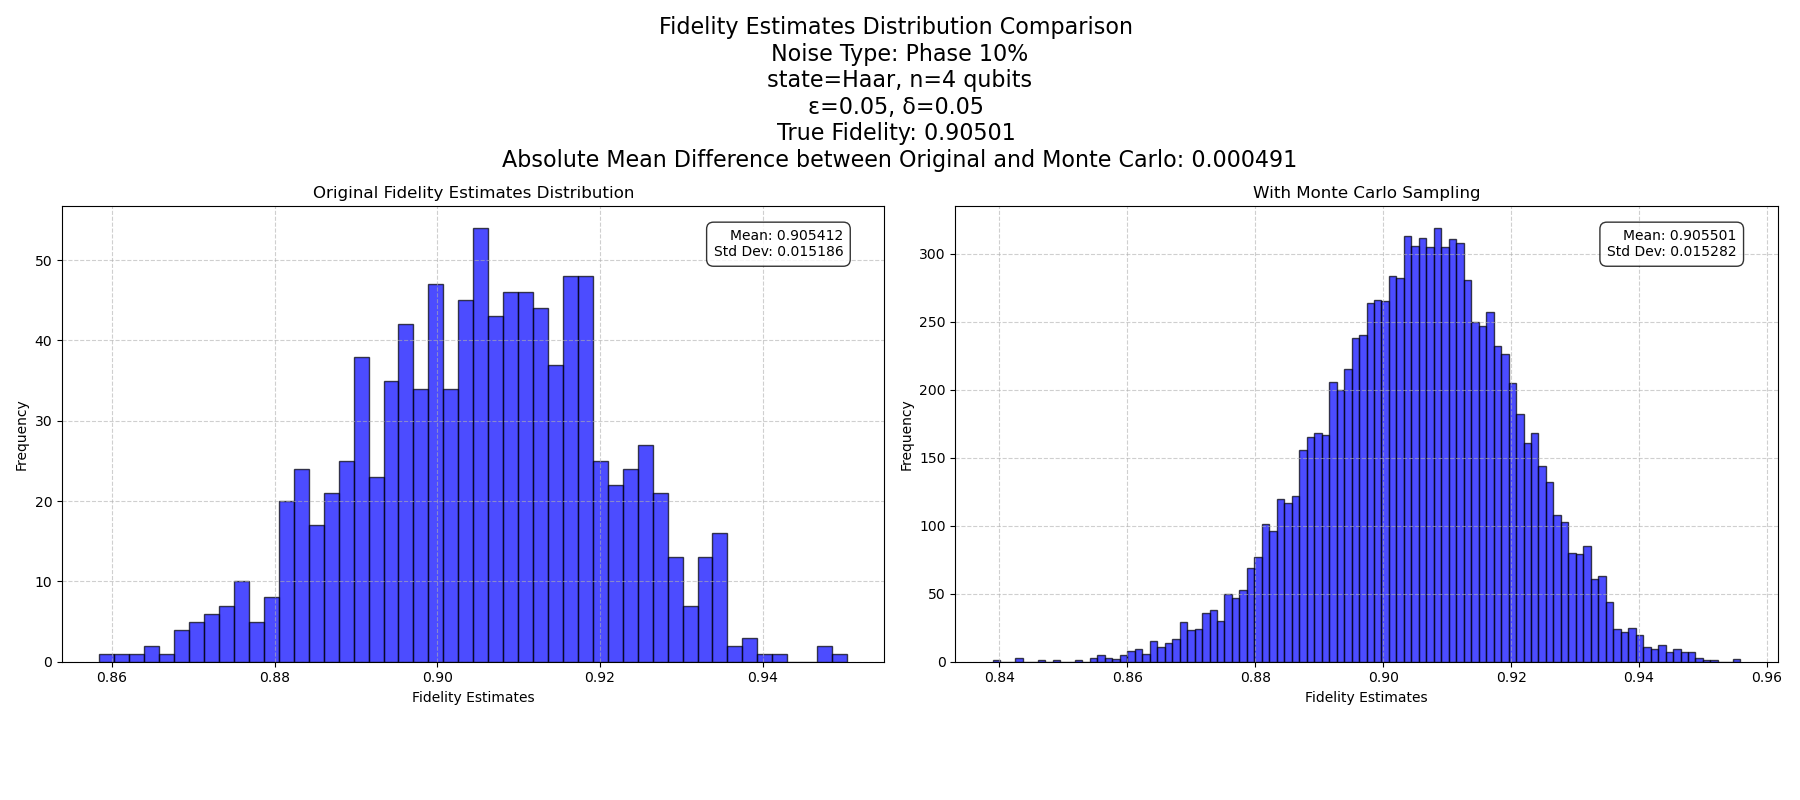 Fidelity Estimates Distribution Comparison
Noise Type: Phase 10%
state=Haar, n=4 qubits
ε=0.05, δ=0.05
True Fidelity: 0.90501
Absolute Mean Difference between Original and Monte Carlo: 0.000491
Original Fidelity Estimates Distribution
Mean: 0.905412
Std Dev: 0.015186
Frequency
50
40
30
20
10
0
0.86 0.88 0.90 0.92 0.94
Fidelity Estimates
With Monte Carlo Sampling
Mean: 0.905501
Std Dev: 0.015282
Frequency
300
250
200
150
100
50
0
0.84 0.86 0.88 0.90 0.92 0.94 0.96
Fidelity Estimates